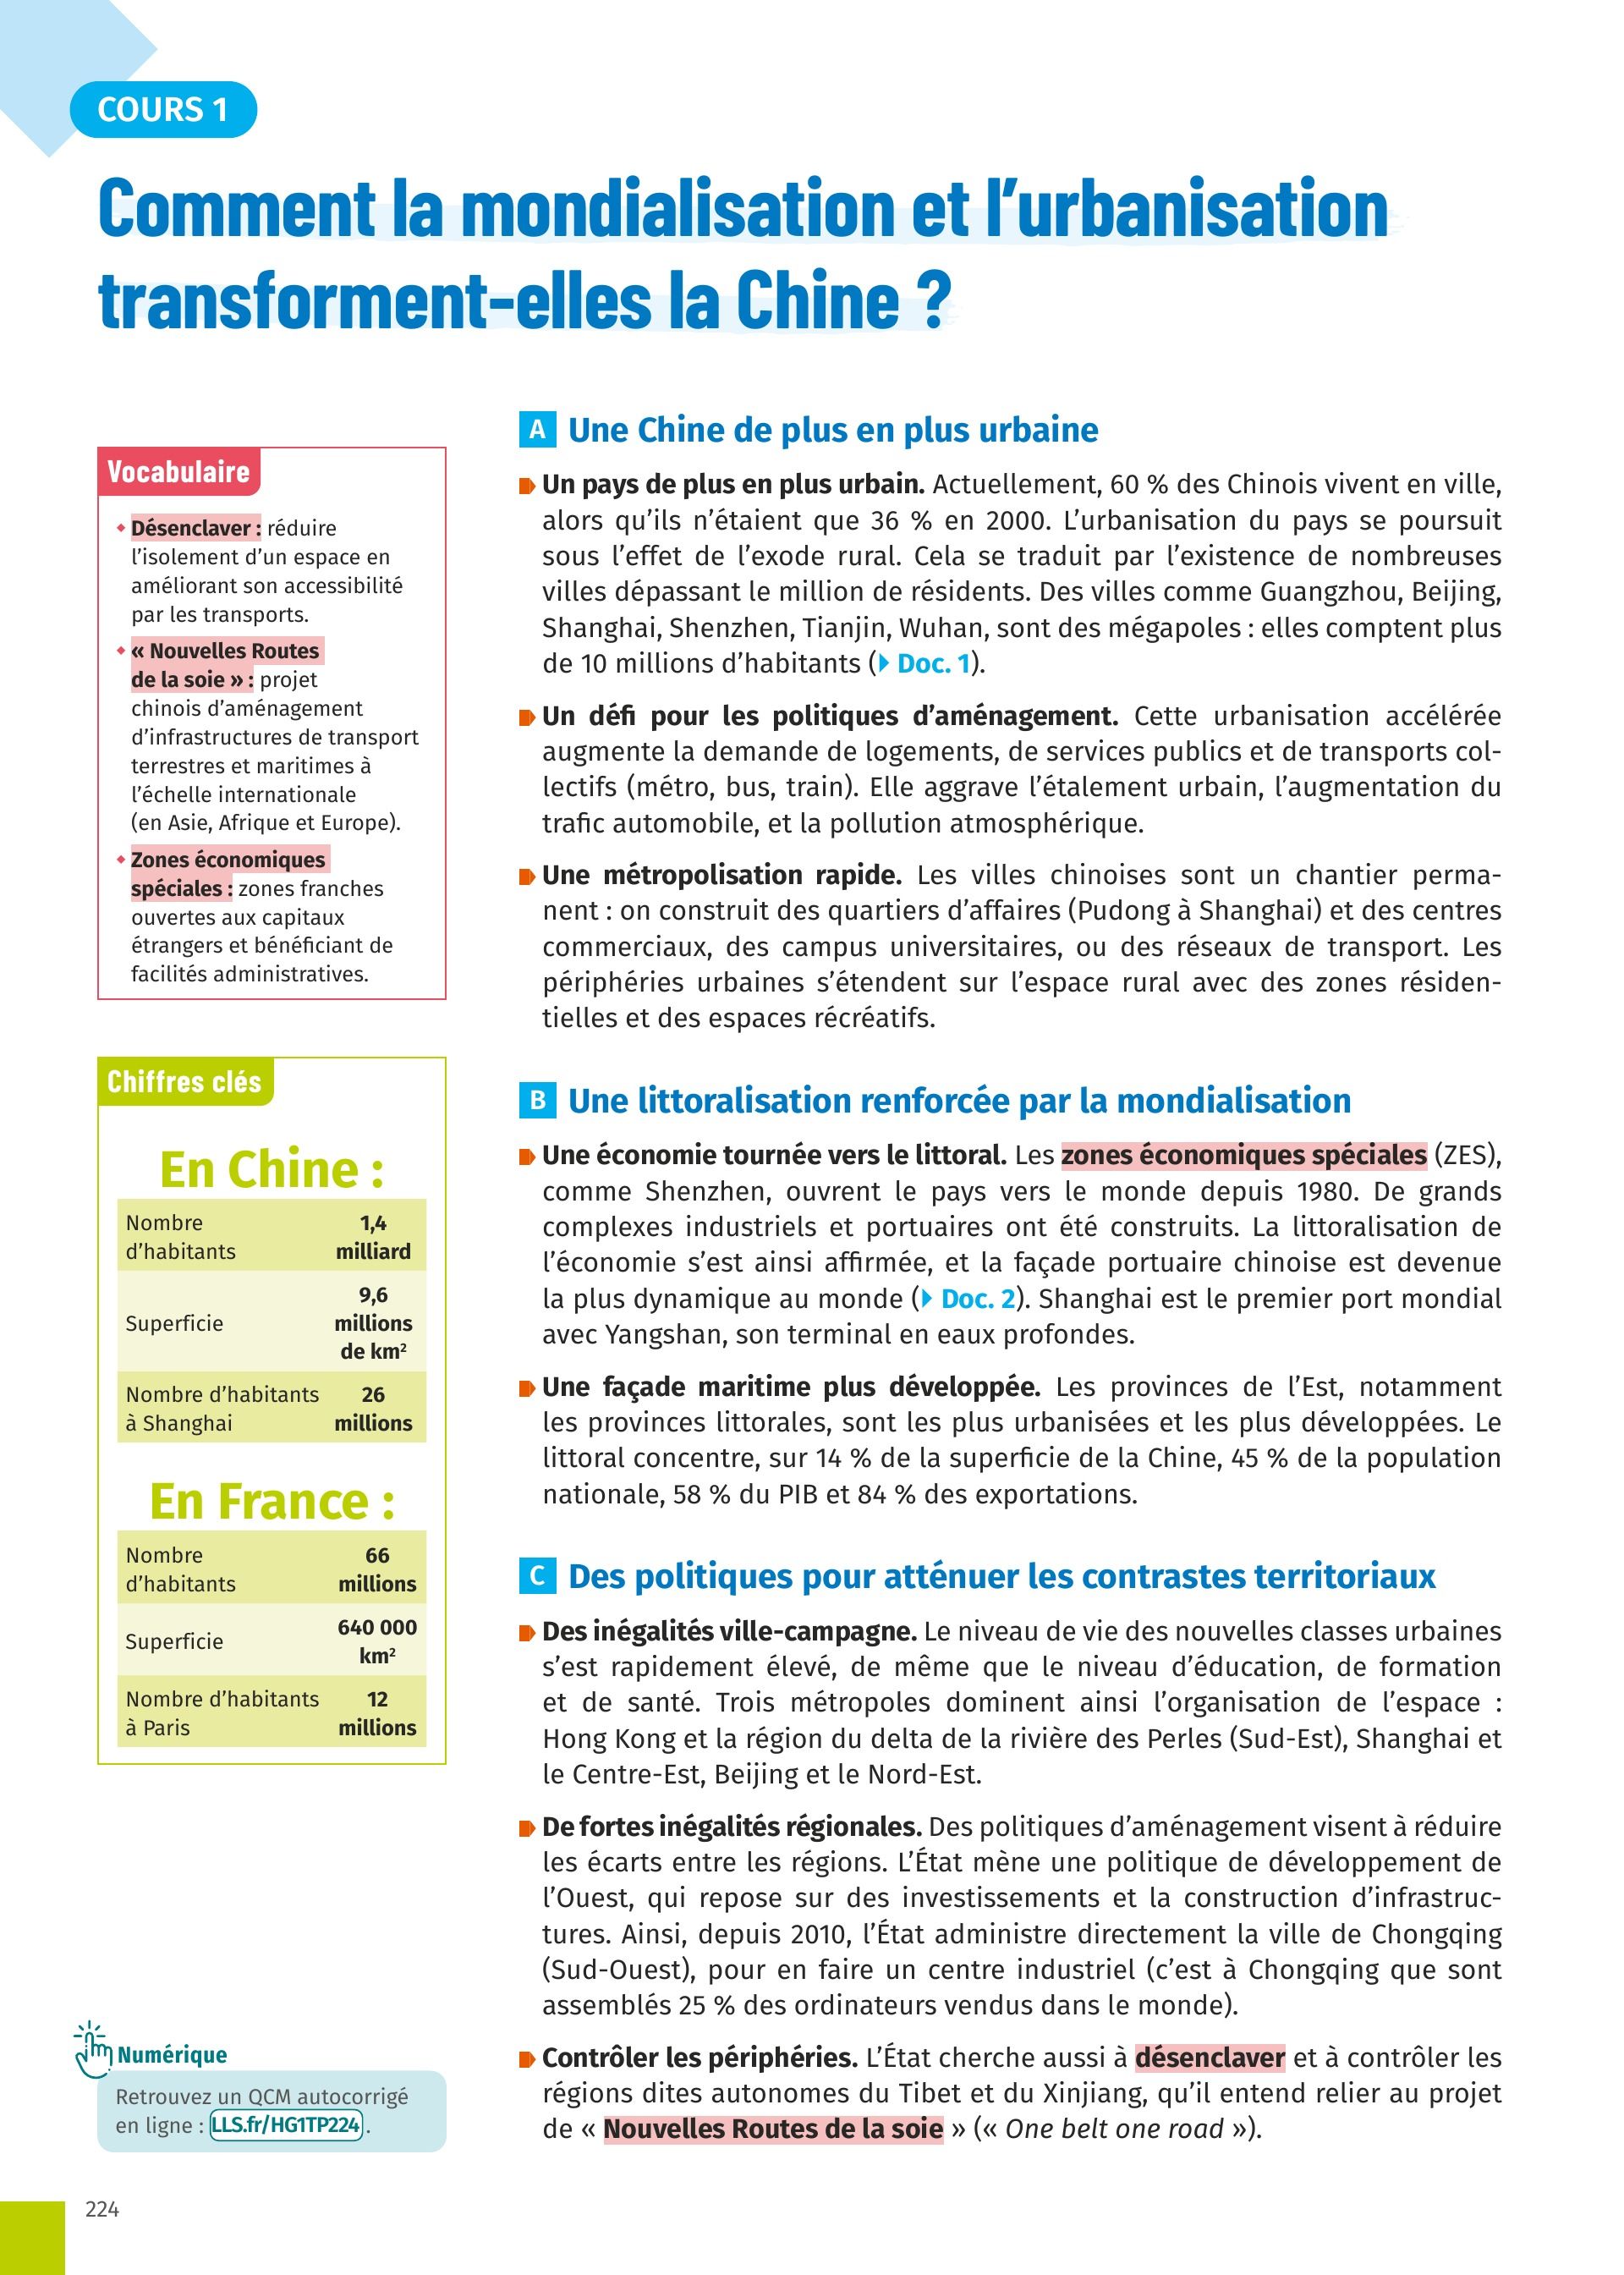 COURS 1
Comment la mondialisation et l’urbanisation
transforment-elles la Chine ?
Vocabulaire
Désenclaver : réduire
l’isolement d’un espace en
améliorant son accessibilité
par les transports.
« Nouvelles Routes
de la soie » : projet
chinois d’aménagement
d’infrastructures de transport
terrestres et maritimes à
l’échelle internationale
(en Asie, Afrique et Europe).
Zones économiques
spéciales : zones franches
ouvertes aux capitaux
étrangers et bénéficiant de
facilités administratives.
Chiffres clés
En Chine :
Nombre 1,4
d’habitants milliard
9,6
Superficie millions
de km²
Nombre d’habitants 26
à Shanghai millions
En France :
Nombre 66
d’habitants millions
Superficie 640 000
km²
Nombre d’habitants 12
à Paris millions
Numérique
Retrouvez un QCM autocorrigé
en ligne : LLS.fr/HG1TP224 .
A Une Chine de plus en plus urbaine
Un pays de plus en plus urbain. Actuellement, 60 % des Chinois vivent en ville,
alors qu’ils n’étaient que 36 % en 2000. L’urbanisation du pays se poursuit
sous l’effet de l’exode rural. Cela se traduit par l’existence de nombreuses
villes dépassant le million de résidents. Des villes comme Guangzhou, Beijing,
Shanghai, Shenzhen, Tianjin, Wuhan, sont des mégapoles : elles comptent plus
de 10 millions d’habitants (Doc. 1).
Un défi pour les politiques d’aménagement. Cette urbanisation accélérée
augmente la demande de logements, de services publics et de transports col-
lectifs (métro, bus, train). Elle aggrave l’étalement urbain, l’augmentation du
trafic automobile, et la pollution atmosphérique.
Une métropolisation rapide. Les villes chinoises sont un chantier perma-
nent : on construit des quartiers d’affaires (Pudong à Shanghai) et des centres
commerciaux, des campus universitaires, ou des réseaux de transport. Les
périphéries urbaines s’étendent sur l’espace rural avec des zones résiden-
tielles et des espaces récréatifs.
B Une littoralisation renforcée par la mondialisation
Une économie tournée vers le littoral. Les zones économiques spéciales (ZES),
comme Shenzhen, ouvrent le pays vers le monde depuis 1980. De grands
complexes industriels et portuaires ont été construits. La littoralisation de
l’économie s’est ainsi affirmée, et la façade portuaire chinoise est devenue
la plus dynamique au monde (Doc. 2). Shanghai est le premier port mondial
avec Yangshan, son terminal en eaux profondes.
Une façade maritime plus développée. Les provinces de l’Est, notamment
les provinces littorales, sont les plus urbanisées et les plus développées. Le
littoral concentre, sur 14 % de la superficie de la Chine, 45 % de la population
nationale, 58 % du PIB et 84 % des exportations.
C Des politiques pour atténuer les contrastes territoriaux
Des inégalités ville-campagne. Le niveau de vie des nouvelles classes urbaines
s’est rapidement élevé, de même que le niveau d’éducation, de formation
et de santé. Trois métropoles dominent ainsi l’organisation de l’espace :
Hong Kong et la région du delta de la rivière des Perles (Sud-Est), Shanghai et
le Centre-Est, Beijing et le Nord-Est.
De fortes inégalités régionales. Des politiques d’aménagement visent à réduire
les écarts entre les régions. L’État mène une politique de développement de
l’Ouest, qui repose sur des investissements et la construction d’infrastruc-
tures. Ainsi, depuis 2010, l’État administre directement la ville de Chongqing
(Sud-Ouest), pour en faire un centre industriel (c’est à Chongqing que sont
assemblés 25 % des ordinateurs vendus dans le monde).
Contrôler les périphéries. L’État cherche aussi à désenclaver et à contrôler les
régions dites autonomes du Tibet et du Xinjiang, qu’il entend relier au projet
de « Nouvelles Routes de la soie » (« One belt one road »).
224